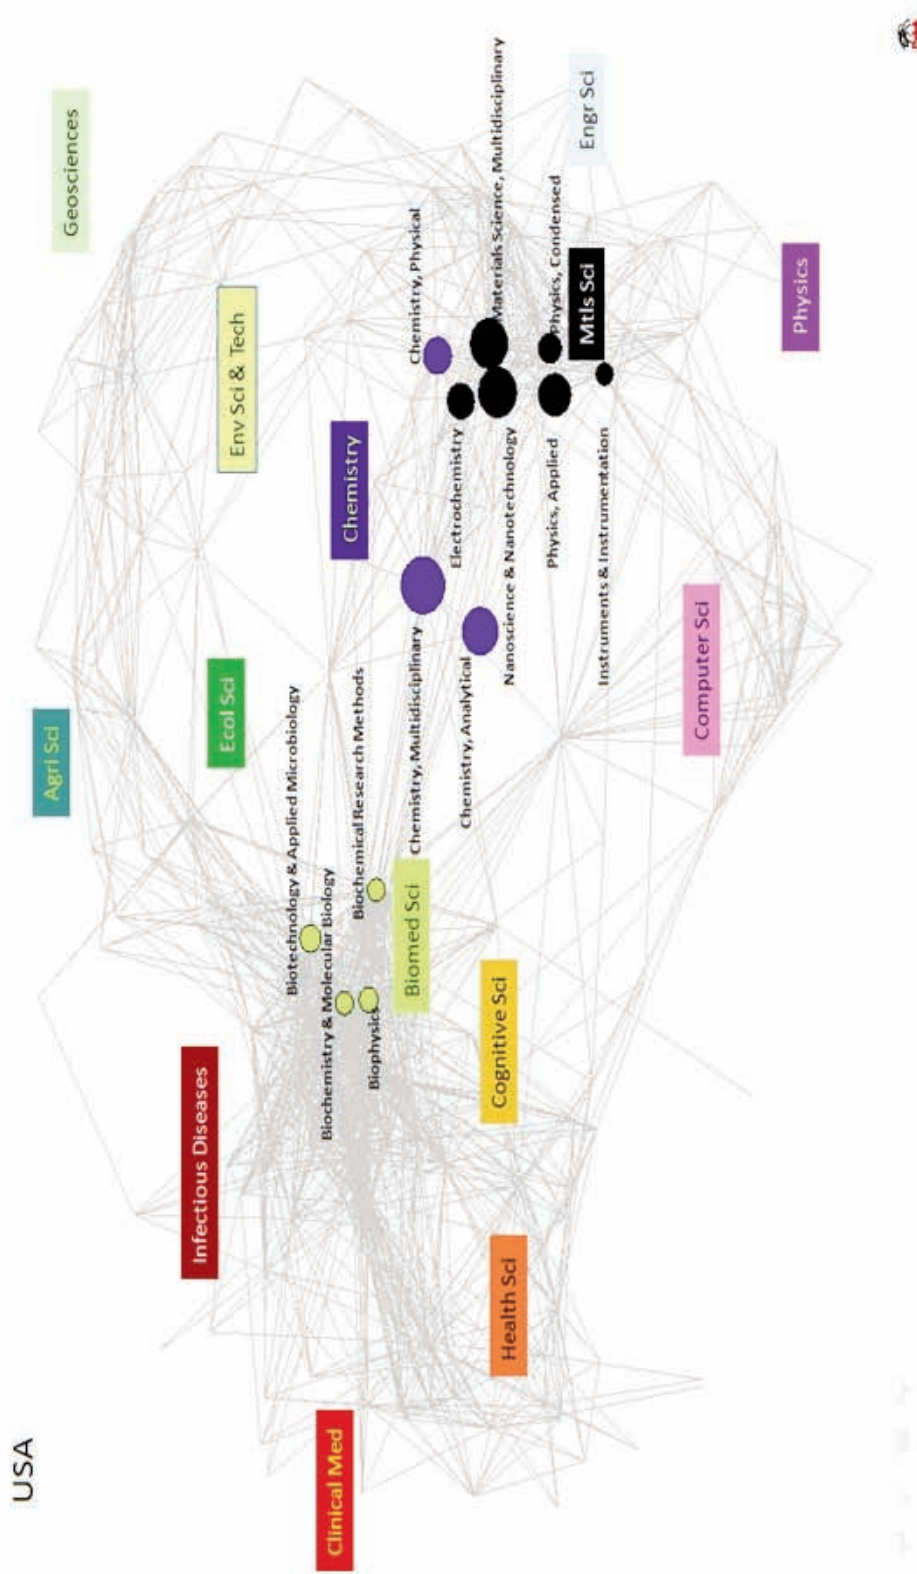 USA
Geosciences
Agri Sci
Env Sci & Tech
Ecol Sci
Infectious Diseases
Clinical Med
Chemistry
Biotechnology & Applied Microbiology
Biochemistry & Molecular Biology
Biochemical Research Methods
Biophysics
Biomed Sci
Chemistry, Physical
Chemistry, Multidisciplinary
Electrochemistry
Chemistry, Analytical
Materials Science, Multidisciplinary
Nanoscience & Nanotechnology
Physics, Condensed
Physics, Applied
Mtls Sci
Engr Sci
Instruments & Instrumentation
Cognitive Sci
Health Sci
Computer Sci
Physics